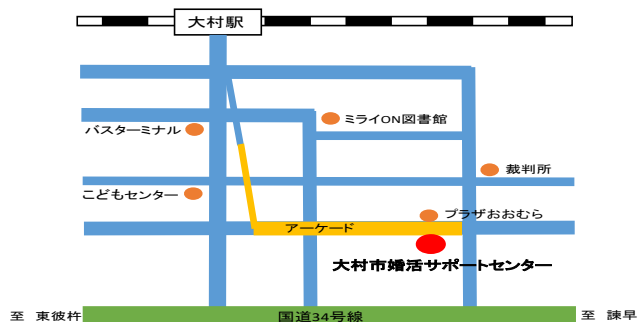 大村駅
ミライON図書館
バスターミナル
裁判所
こどもセンター
プラザおおむら
アーケード
大村市婚活サポートセンター
至 東彼杵
国道34号線
至 諫早